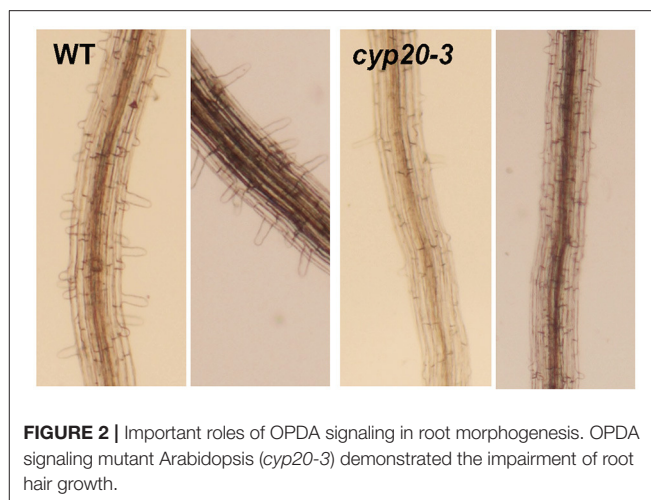 WT
cyp20-3
FIGURE 2 | Important roles of OPDA signaling in root morphogenesis. OPDA
signaling mutant Arabidopsis (cyp20-3) demonstrated the impairment of root
hair growth.